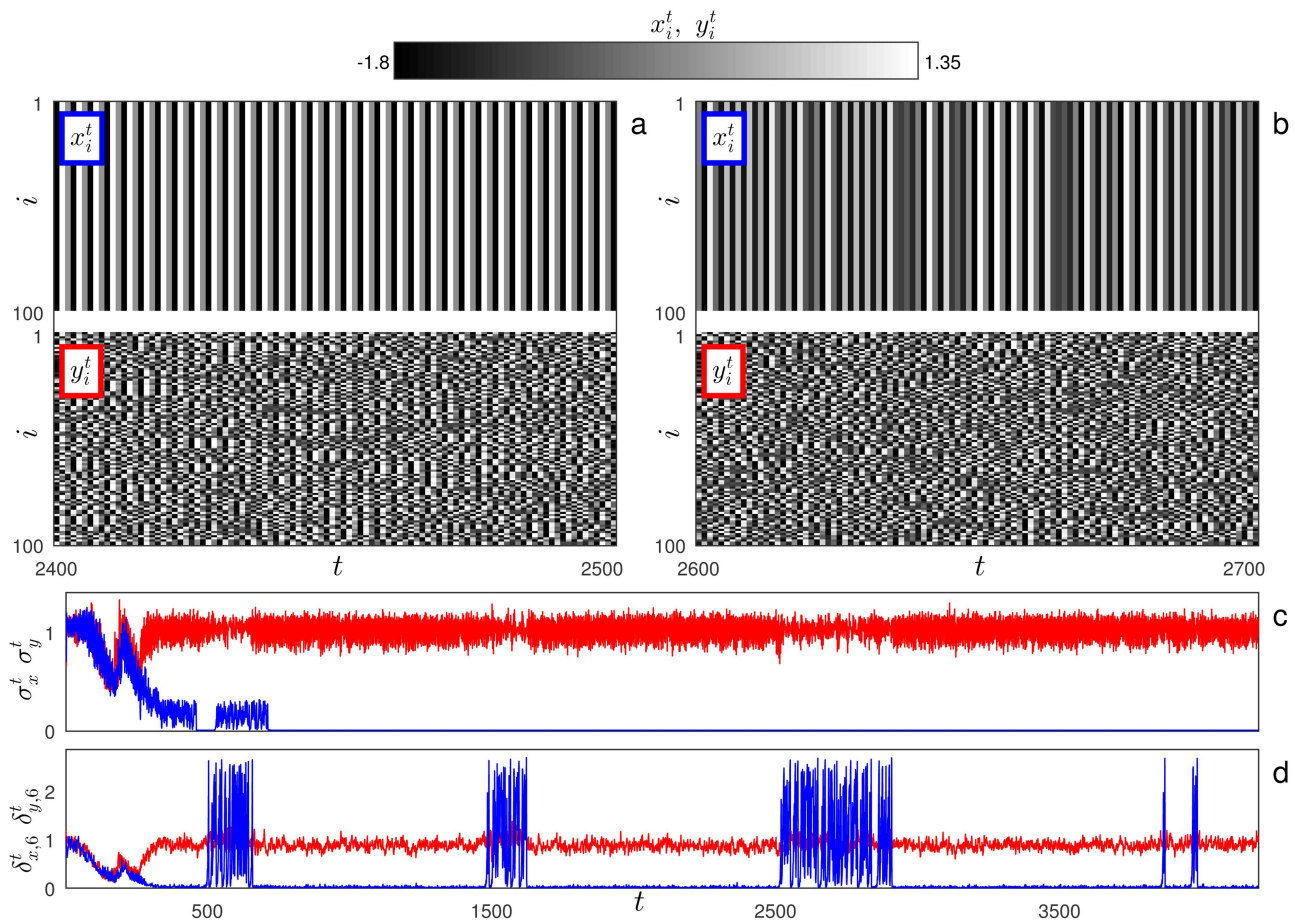 x_i^t, y_i^t
-1.8 1.35
1 1
x_i^t a x_i^t b
i i
100 100
1 1
y_i^t y_i^t
i i
100 100
2400 t 2500 2600 t 2700
c
1
σ_x^t σ_y^t
0
d
2
δ_{x,6}^t δ_{y,6}^t
1
0
t
500 1500 2500 3500